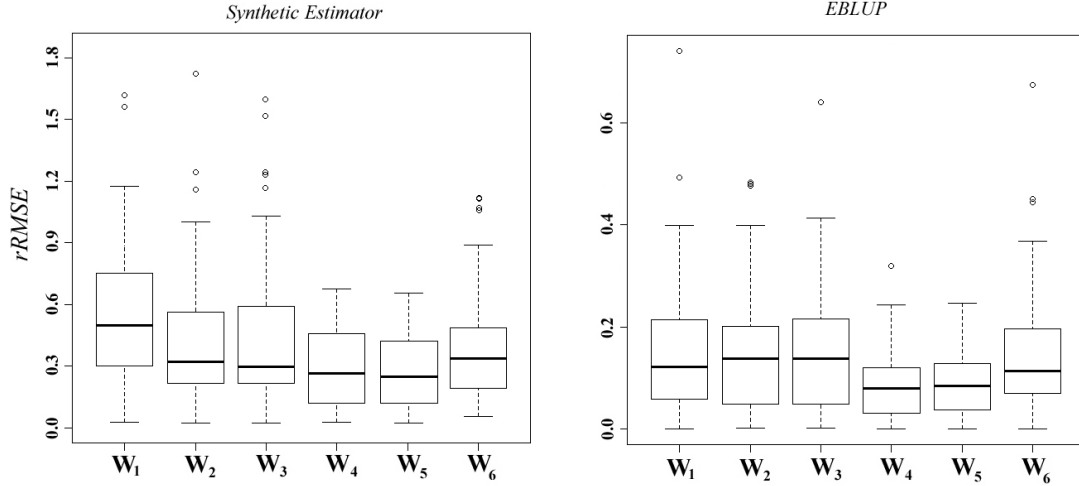 Synthetic Estimator
EBLUP
rRMSE
1.8
1.5
1.2
0.9
0.6
0.3
0.0
W₁ W₂ W₃ W₄ W₅ W₆
0.6
0.4
0.2
0.0
W₁ W₂ W₃ W₄ W₅ W₆